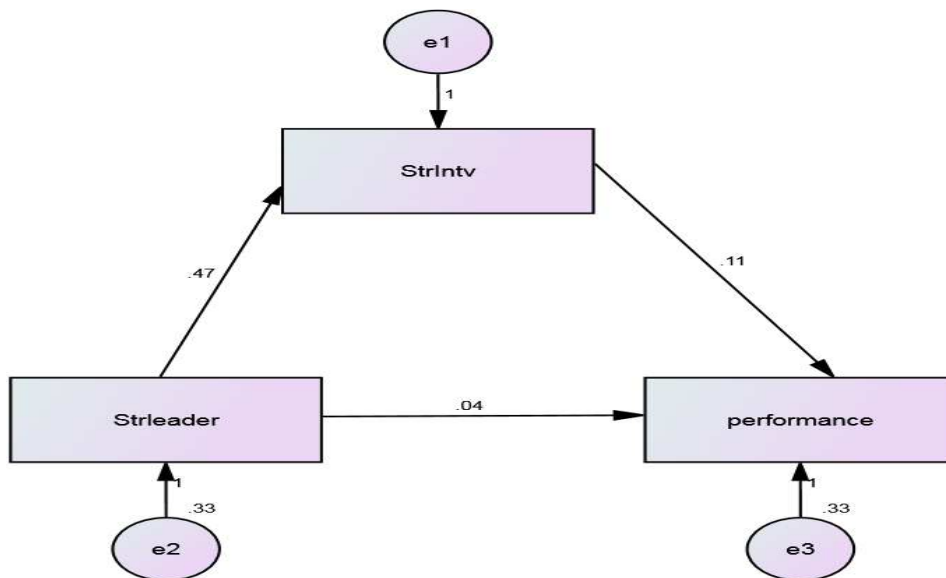 e1
1
StrIntv
.47
.11
Strleader
.04
performance
1
.33
1
.33
e2
e3